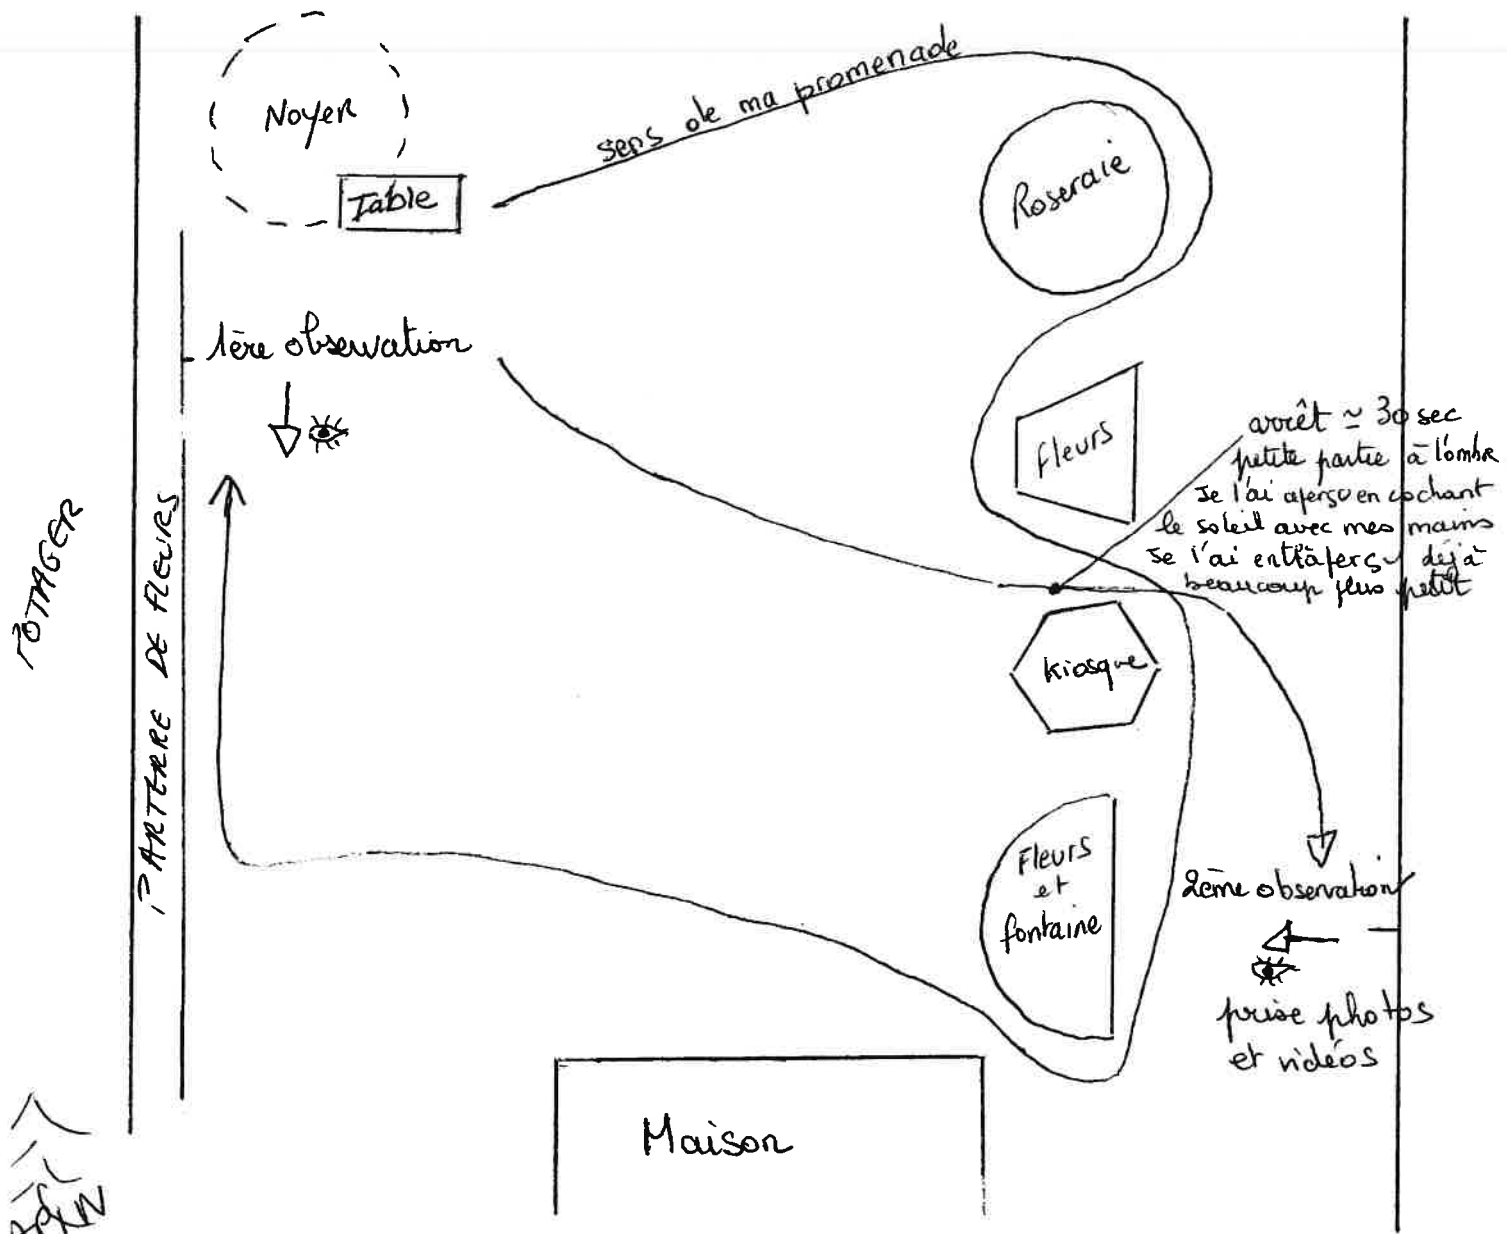 Noyer
Table
sens de ma promenade
Roseraie
1ère observation
fleurs
arrêt ≃ 30 sec
petite partie à l'ombre
Je l'ai aperçu en cachant
le soleil avec mes mains
Je l'ai déjà
beaucoup plus petit
POTAGER
PARTERRE DE FLEURS
Kiosque
Fleurs
et
fontaine
2ème observation
prise photos
et vidéos
Maison